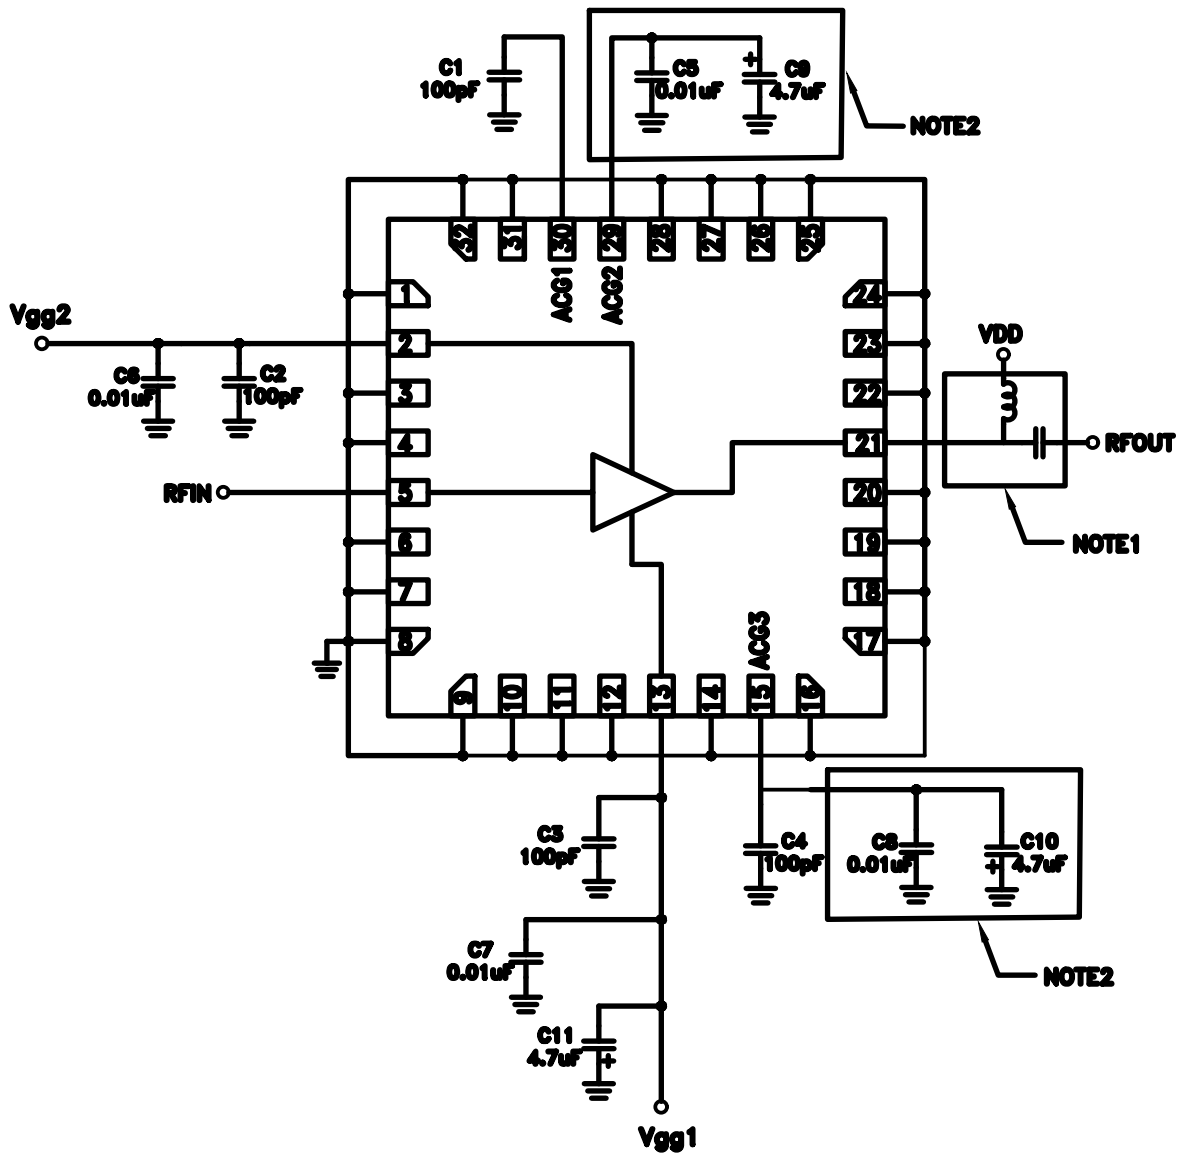 C1
100pF
C5
0.01uF
C9
+
4.7uF
NOTE2
32
31
30
29
28
27
26
25
ACG1
ACG2
1
24
Vgg2
2
23
VDD
C6
0.01uF
C2
100pF
3
22
4
21
RFOUT
RFIN
5
20
6
19
NOTE1
7
18
8
17
ACG3
9
10
11
12
13
14
15
16
C3
100pF
C4
100pF
C8
0.01uF
C10
+
4.7uF
C7
0.01uF
NOTE2
C11
4.7uF
+
Vgg1